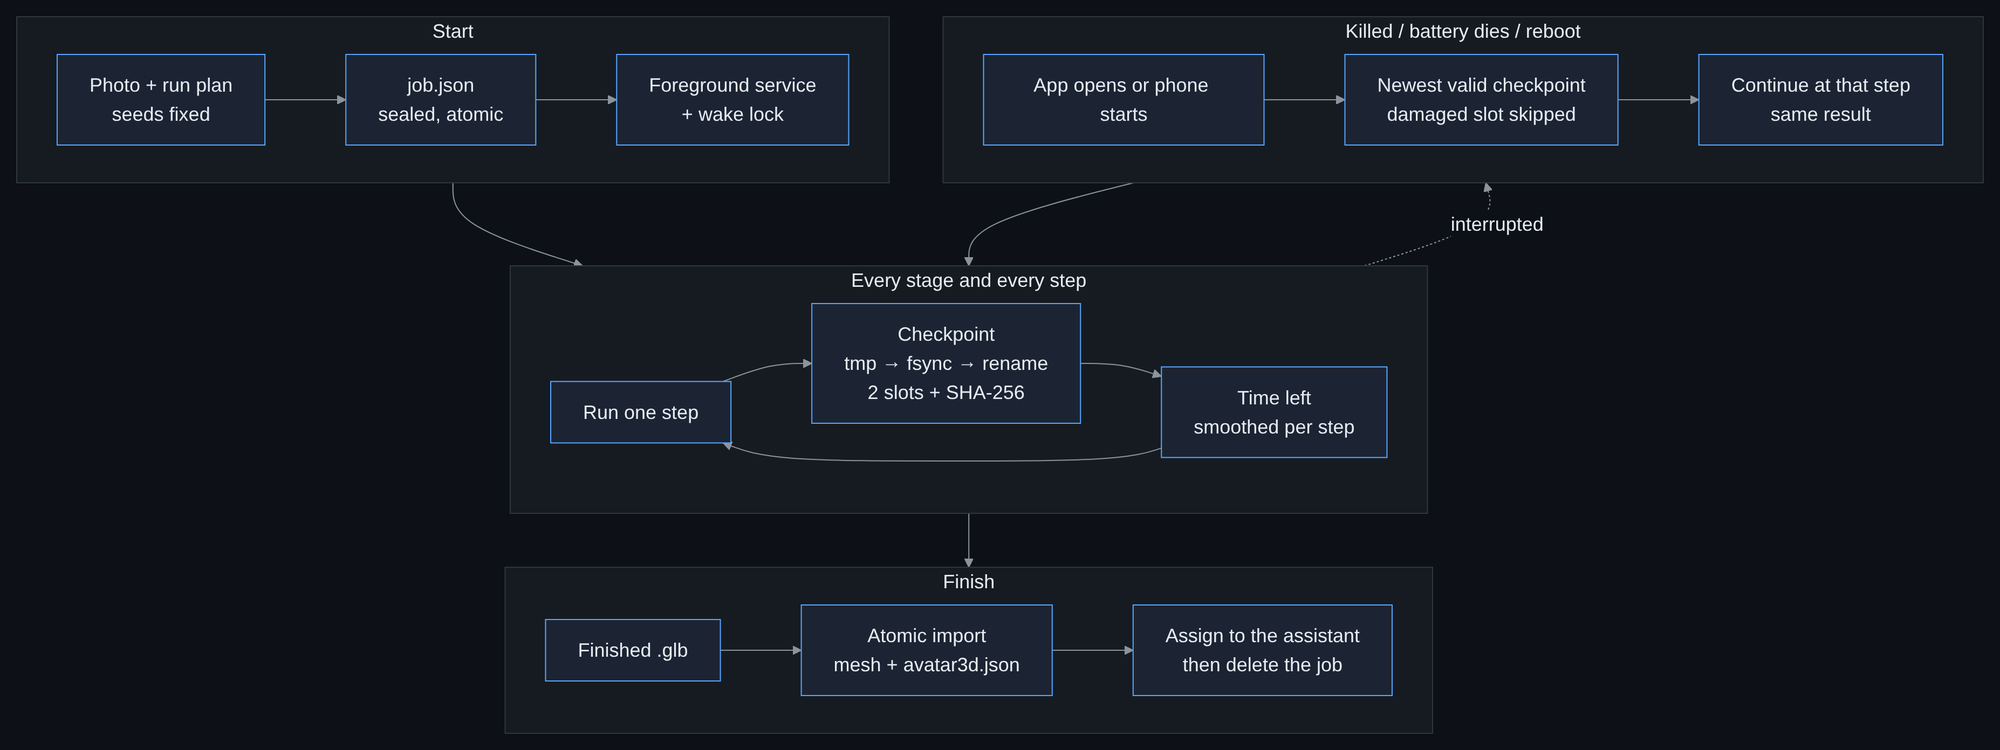 Start
Photo + run plan
seeds fixed
job.json
sealed, atomic
Foreground service
+ wake lock
Killed / battery dies / reboot
App opens or phone
starts
Newest valid checkpoint
damaged slot skipped
Continue at that step
same result
interrupted
Every stage and every step
Run one step
Checkpoint
tmp → fsync → rename
2 slots + SHA-256
Time left
smoothed per step
Finish
Finished .glb
Atomic import
mesh + avatar3d.json
Assign to the assistant
then delete the job